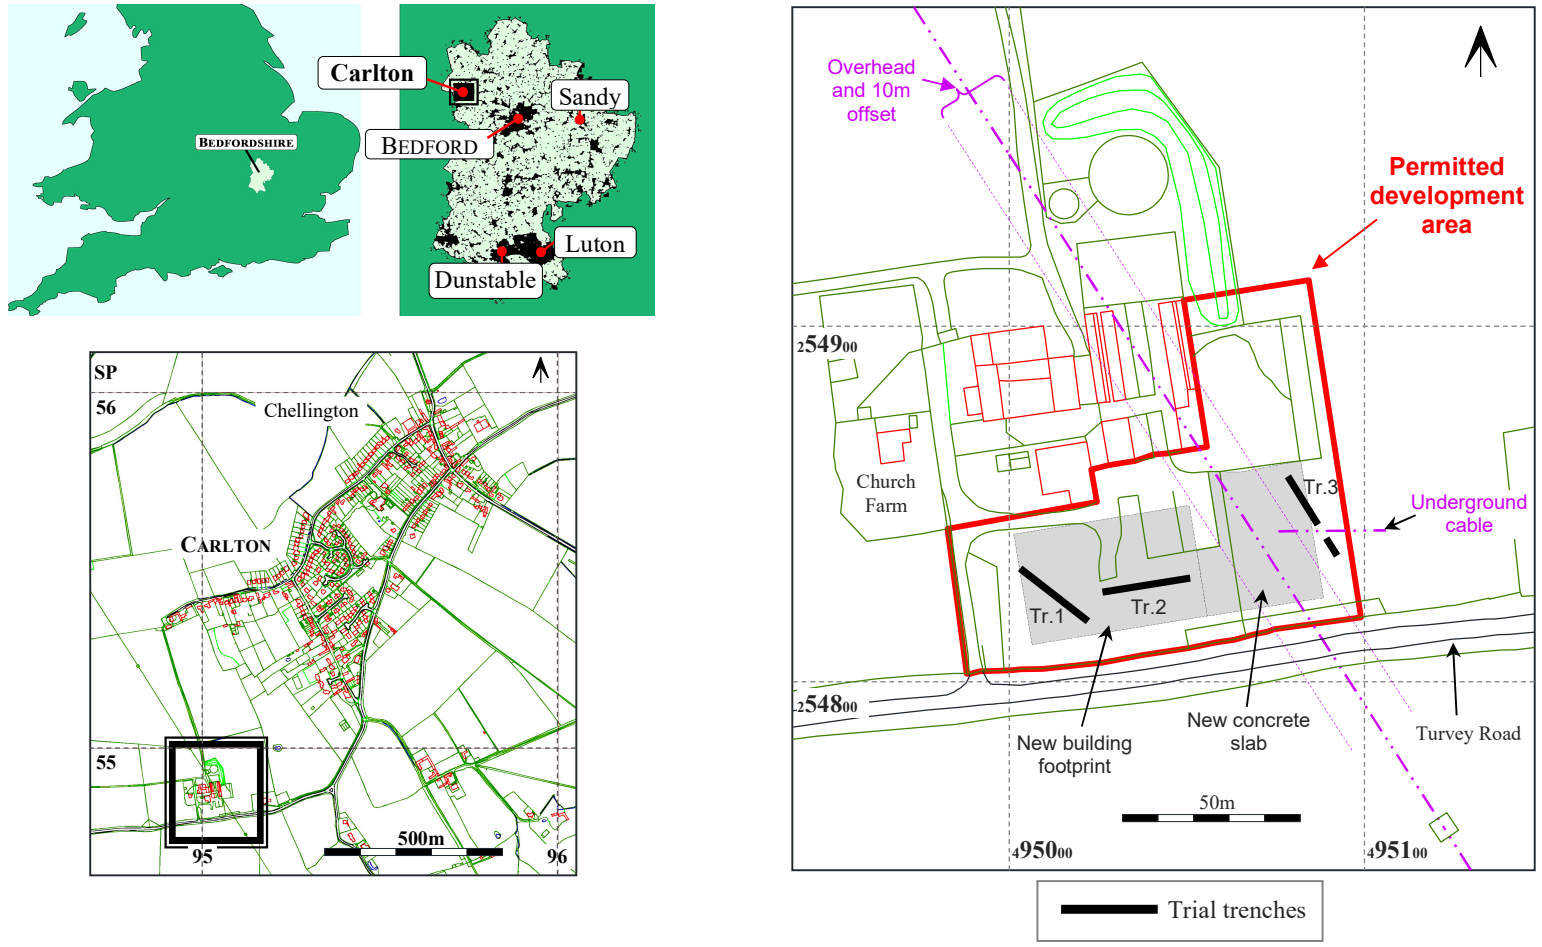 BEDFORDSHIRE
Carlton
Sandy
BEDFORD
Luton
Dunstable
SP
56
Chellington
CARLTON
55
500m
95
96
Overhead
and 10m
offset
Permitted
development
area
254900
Church
Farm
Tr.3
Underground
cable
Tr.1
Tr.2
254800
New building
footprint
New concrete
slab
Turvey Road
50m
495000
495100
Trial trenches